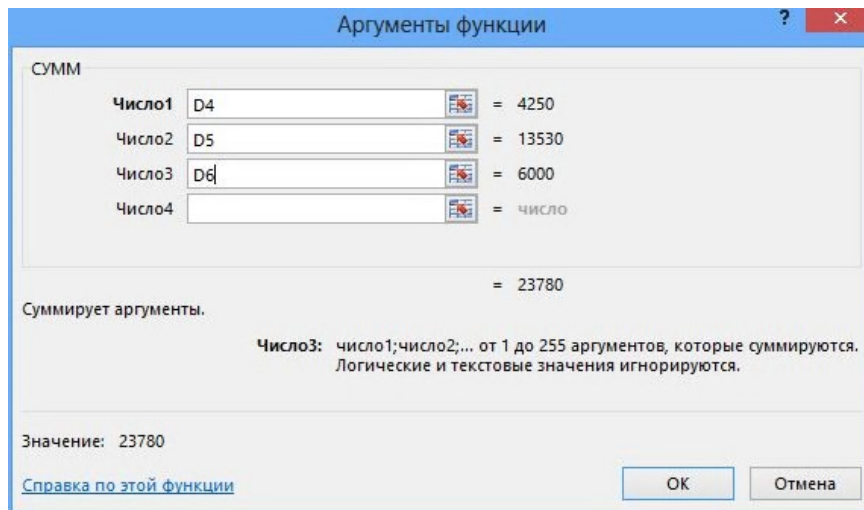 Аргументы функции ? ×
СУММ
Число1 D4 = 4250
Число2 D5 = 13530
Число3 D6 = 6000
Число4 = число
= 23780
Суммирует аргументы.
Число3: число1;число2;... от 1 до 255 аргументов, которые суммируются.
Логические и текстовые значения игнорируются.
Значение: 23780
Справка по этой функции ОК Отмена